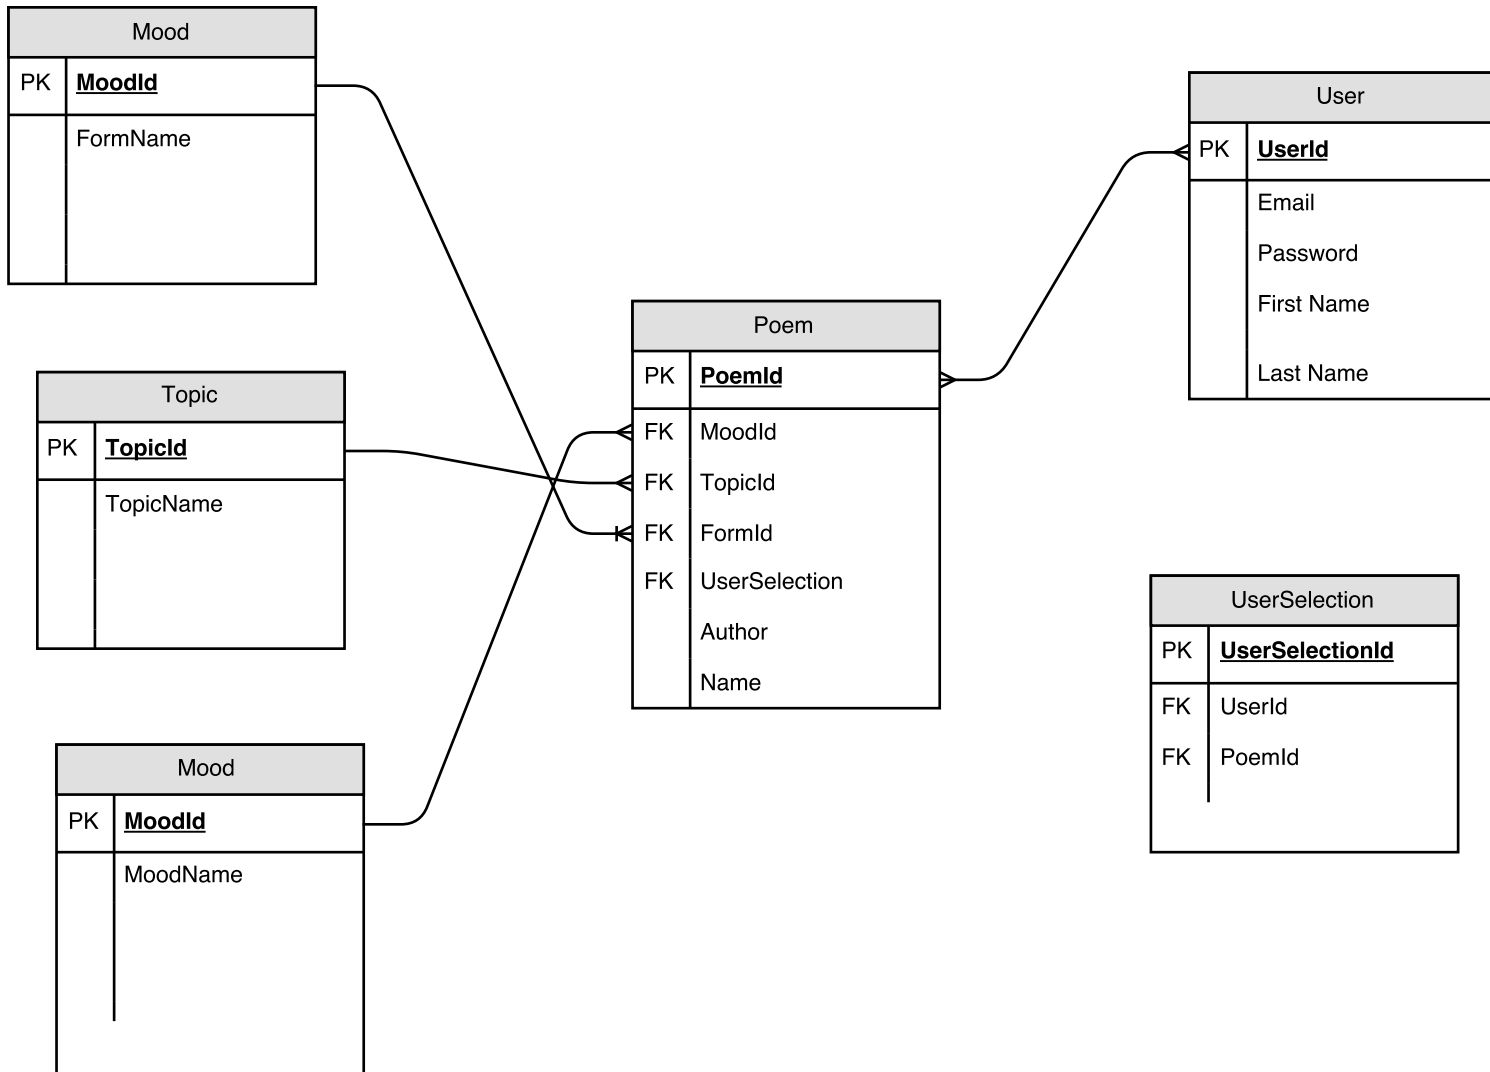 Mood
PK MoodId
FormName
Topic
PK TopicId
TopicName
Mood
PK MoodId
MoodName
Poem
PK PoemId
FK MoodId
FK TopicId
FK FormId
FK UserSelection
Author
Name
User
PK UserId
Email
Password
First Name
Last Name
UserSelection
PK UserSelectionId
FK UserId
FK PoemId